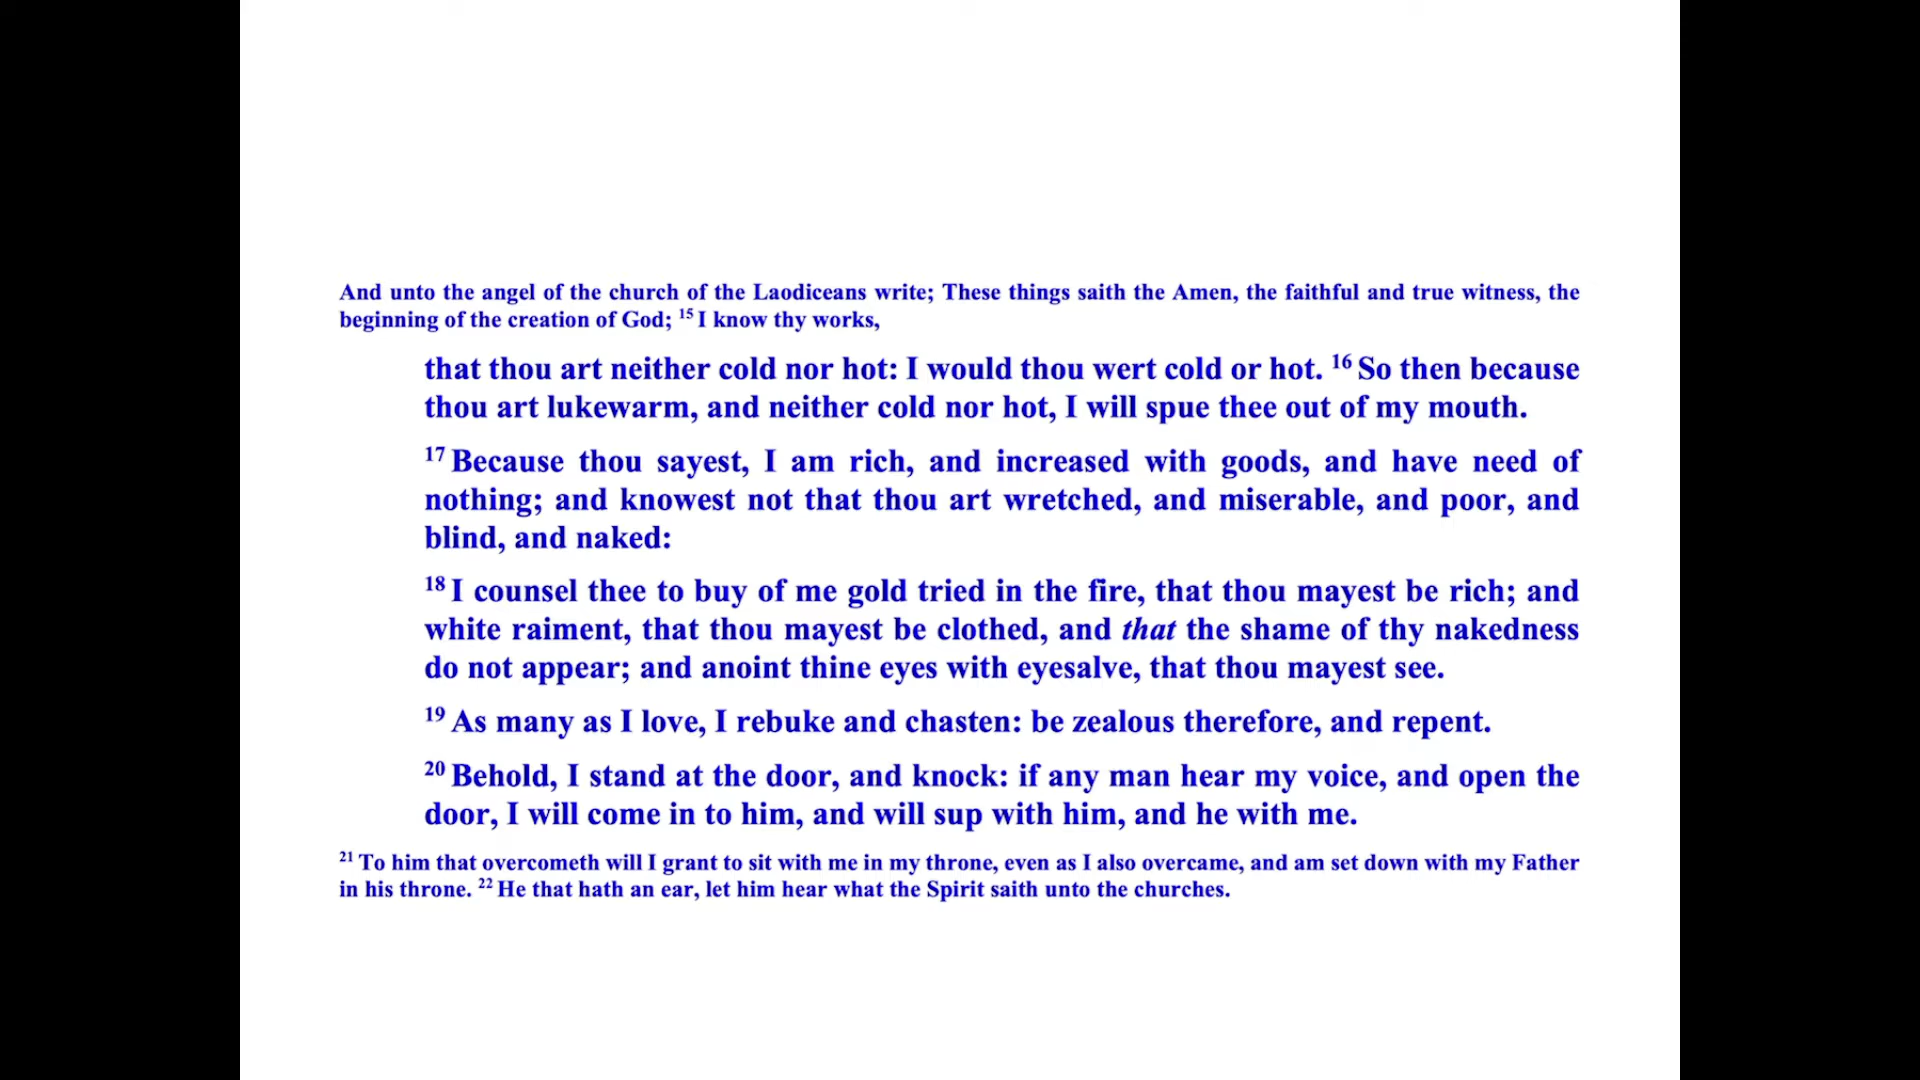 And unto the angel of the church of the Laodiceans write; These things saith the Amen, the faithful and true witness, the
beginning of the creation of God; 15 I know thy works,
that thou art neither cold nor hot: I would thou wert cold or hot. 16 So then because
thou art lukewarm, and neither cold nor hot, I will spue thee out of my mouth.
17 Because thou sayest, I am rich, and increased with goods, and have need of
nothing; and knowest not that thou art wretched, and miserable, and poor, and
blind, and naked:
18 I counsel thee to buy of me gold tried in the fire, that thou mayest be rich; and
white raiment, that thou mayest be clothed, and that the shame of thy nakedness
do not appear; and anoint thine eyes with eyesalve, that thou mayest see.
19 As many as I love, I rebuke and chasten: be zealous therefore, and repent.
20 Behold, I stand at the door, and knock: if any man hear my voice, and open the
door, I will come in to him, and will sup with him, and he with me.
21 To him that overcometh will I grant to sit with me in my throne, even as I also overcame, and am set down with my Father
in his throne. 22 He that hath an ear, let him hear what the Spirit saith unto the churches.